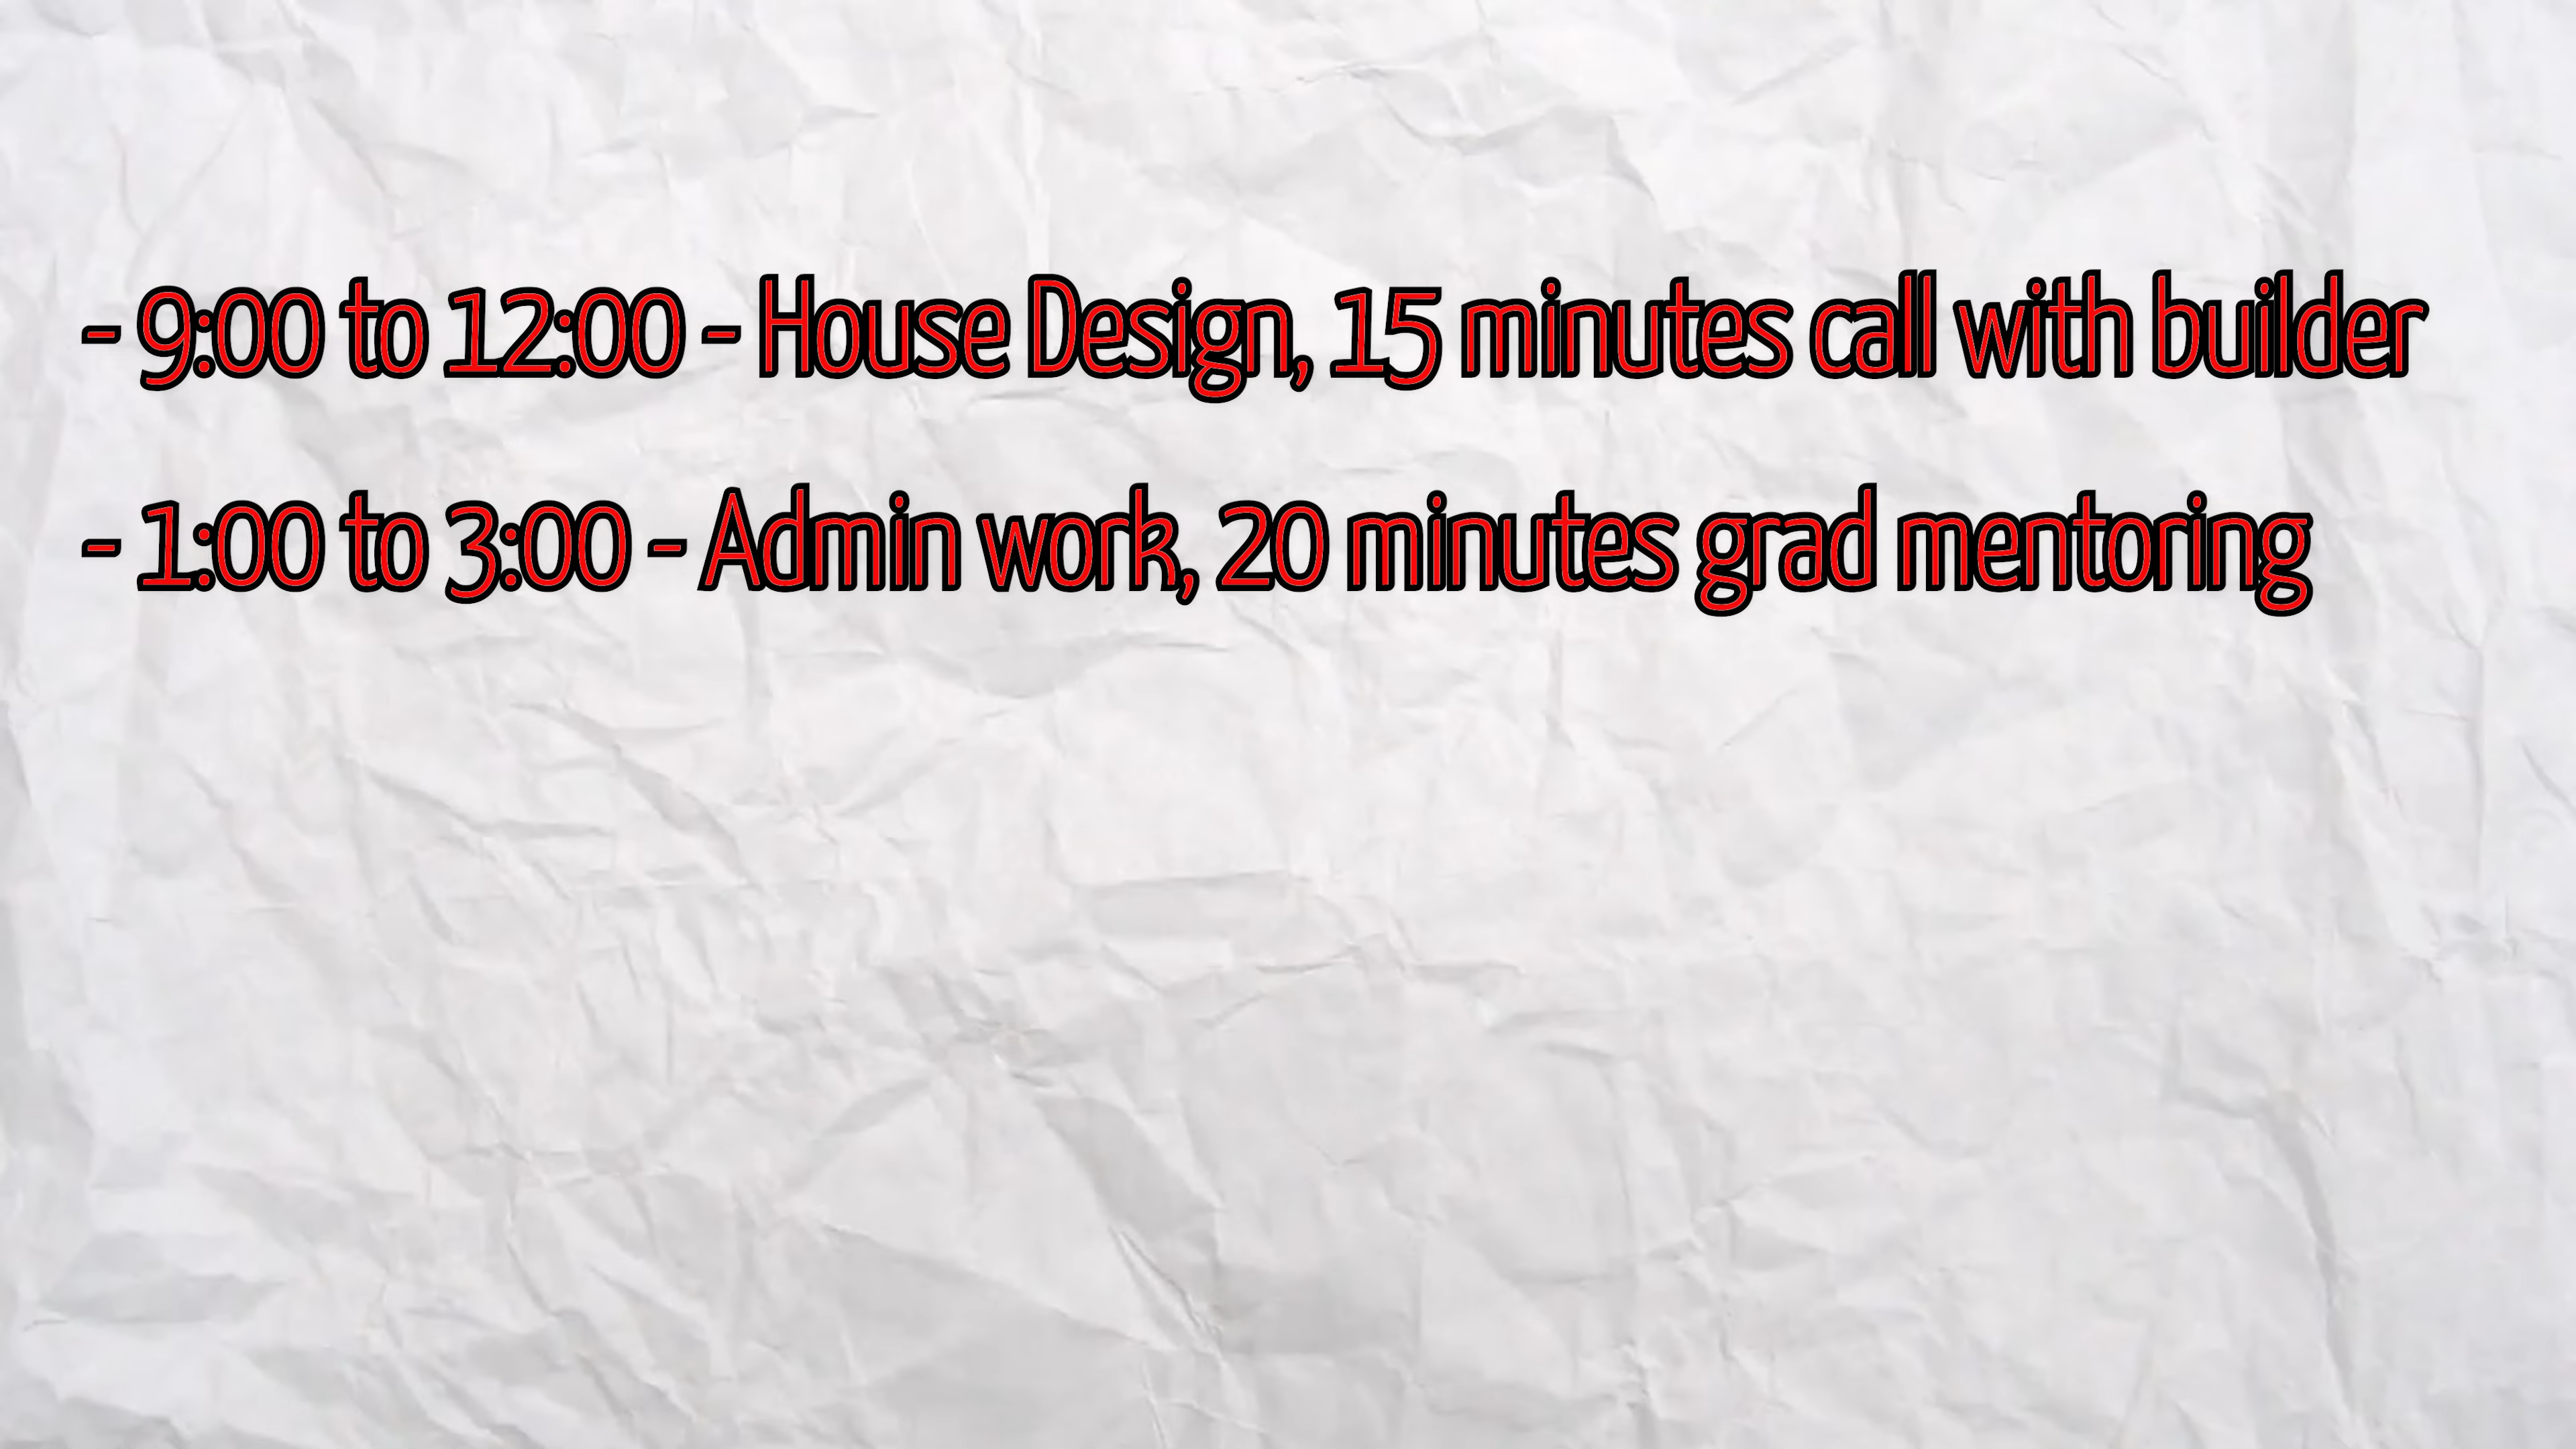 - 9:00 to 12:00 - House Design, 15 minutes call with builder
- 1:00 to 3:00 - Admin work, 20 minutes grad mentoring